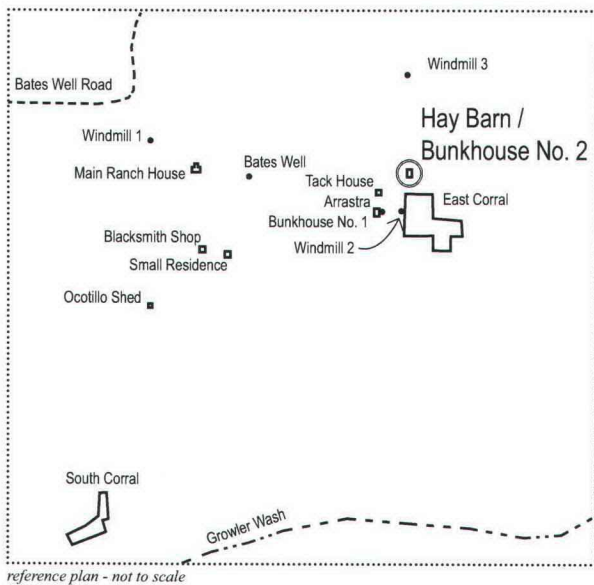 Windmill 3
Bates Well Road
Hay Barn /
Bunkhouse No. 2
Windmill 1
Main Ranch House
Bates Well
Tack House
Arrastra
East Corral
Bunkhouse No. 1
Windmill 2
Blacksmith Shop
Small Residence
Ocotillo Shed
South Corral
Growler Wash
reference plan - not to scale